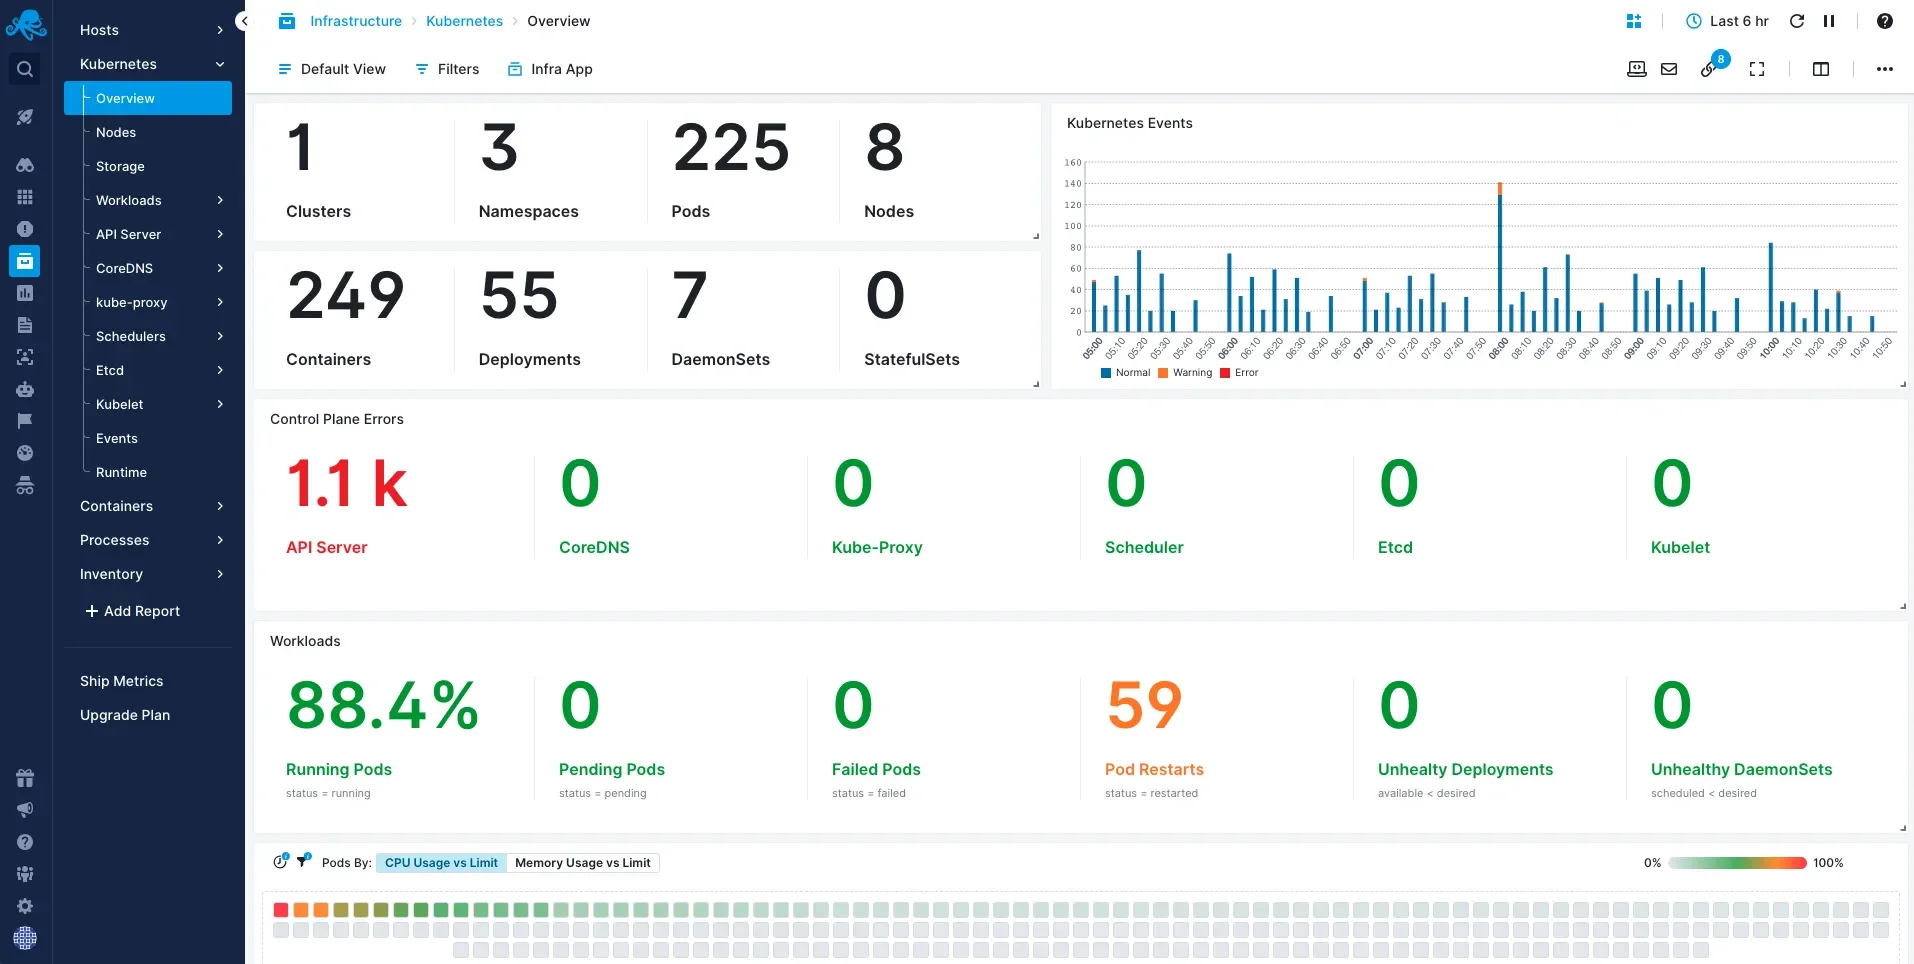 Hosts
Kubernetes
Overview
Nodes
Storage
Workloads
API Server
CoreDNS
kube-proxy
Schedulers
Etcd
Kubelet
Events
Runtime
Containers
Processes
Inventory
+ Add Report
Ship Metrics
Upgrade Plan
Infrastructure > Kubernetes > Overview
Last 6 hr
Default View Filters Infra App
8
1 3 225 8
Clusters Namespaces Pods Nodes
249 55 7 0
Containers Deployments DaemonSets StatefulSets
Kubernetes Events
160
140
120
100
80
60
40
20
0
05:00 05:10 05:20 05:30 05:40 05:50 06:00 06:10 06:20 06:30 06:40 06:50 07:00 07:10 07:20 07:30 07:40 07:50 08:00 08:10 08:20 08:30 08:40 08:50 09:00 09:10 09:20 09:30 09:40 09:50 10:00 10:10 10:20 10:30 10:40 10:50
Normal Warning Error
Control Plane Errors
1.1 k 0 0 0 0 0
API Server CoreDNS Kube-Proxy Scheduler Etcd Kubelet
Workloads
88.4% 0 0 59 0 0
Running Pods Pending Pods Failed Pods Pod Restarts Unhealty Deployments Unhealthy DaemonSets
status = running status = pending status = failed status = restarted available < desired scheduled < desired
Pods By: CPU Usage vs Limit Memory Usage vs Limit
0% 100%